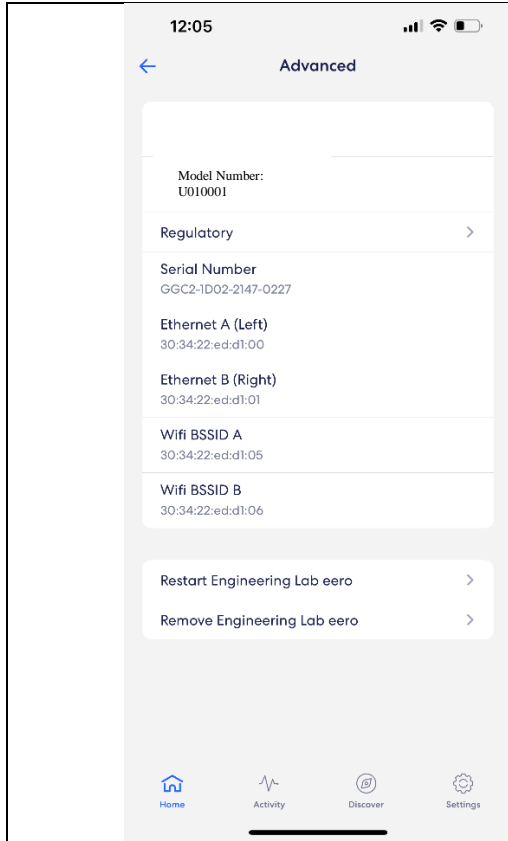 12:05
Advanced
Model Number:
U010001
Regulatory
Serial Number
GGC2-1D02-2147-0227
Ethernet A (Left)
30:34:22:ed:d1:00
Ethernet B (Right)
30:34:22:ed:d1:01
Wifi BSSID A
30:34:22:ed:d1:05
Wifi BSSID B
30:34:22:ed:d1:06
Restart Engineering Lab eero
Remove Engineering Lab eero
Home Activity Discover Settings